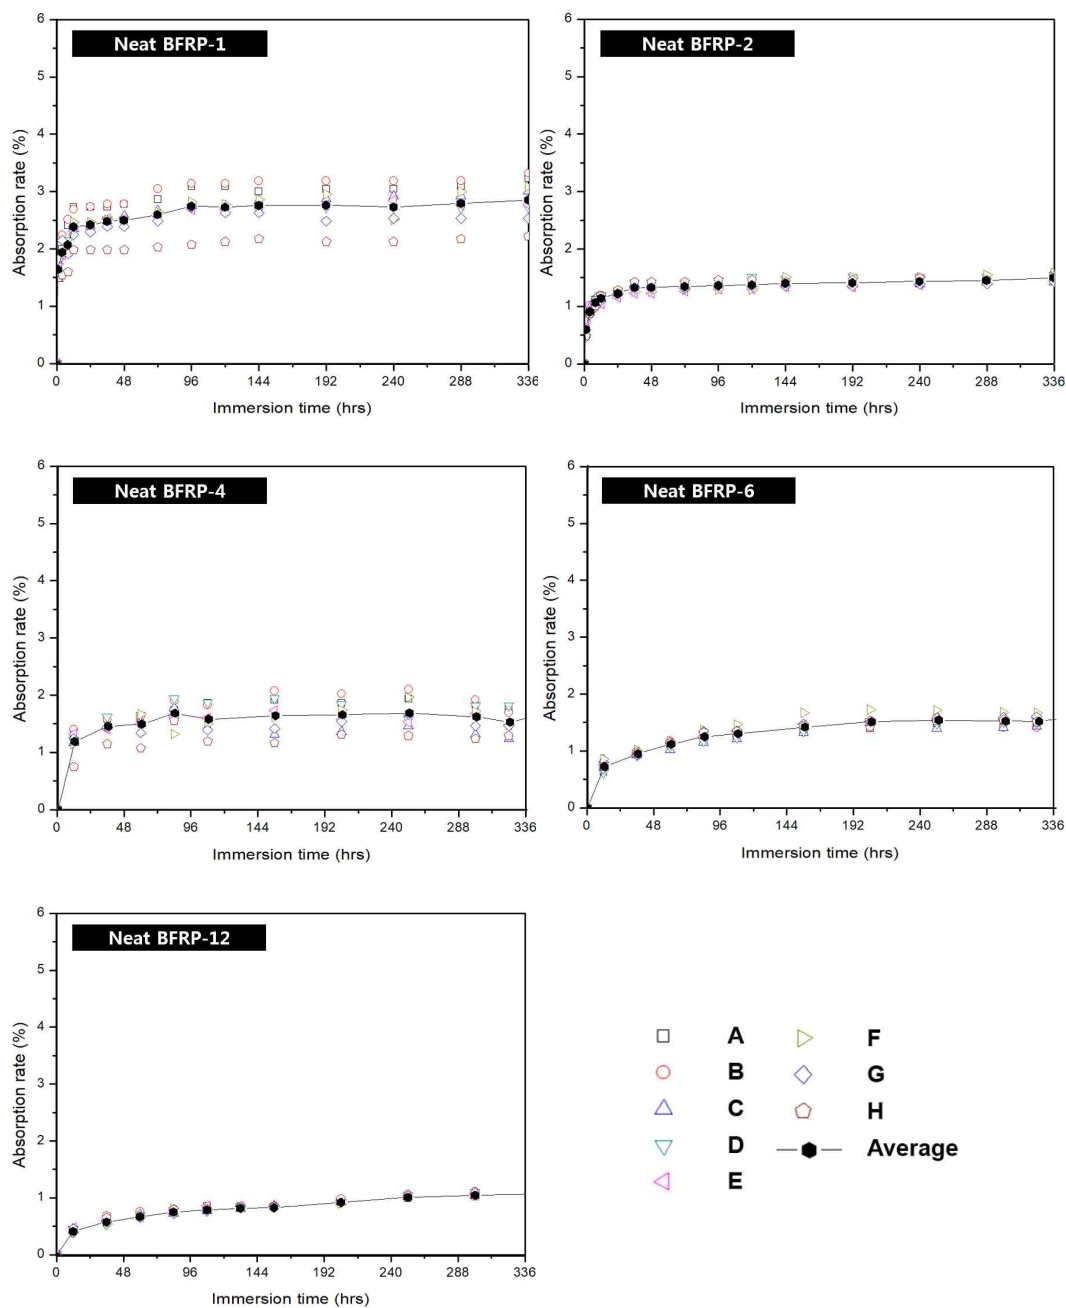 Neat BFRP-1
Absorption rate (%)
6
5
4
3
2
1
0
0 48 96 144 192 240 288 336
Immersion time (hrs)
Neat BFRP-2
Absorption rate (%)
6
5
4
3
2
1
0
0 48 96 144 192 240 288 336
Immersion time (hrs)
Neat BFRP-4
Absorption rate (%)
6
5
4
3
2
1
0
0 48 96 144 192 240 288 336
Immersion time (hrs)
Neat BFRP-6
Absorption rate (%)
6
5
4
3
2
1
0
0 48 96 144 192 240 288 336
Immersion time (hrs)
Neat BFRP-12
Absorption rate (%)
6
5
4
3
2
1
0
0 48 96 144 192 240 288 336
Immersion time (hrs)
A
B
C
D
E
F
G
H
Average